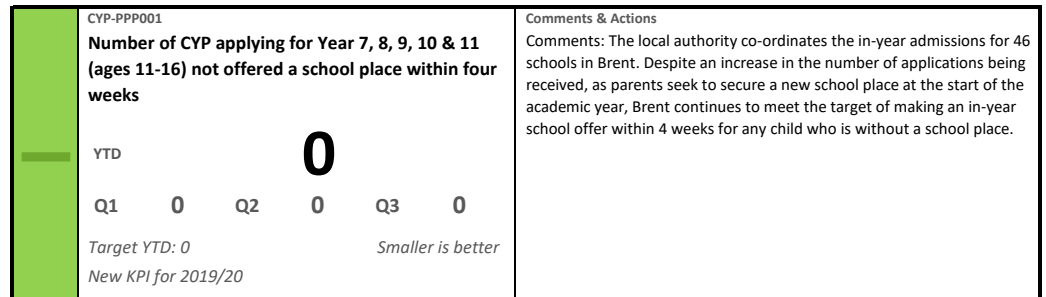 CYP-PPP001
Number of CYP applying for Year 7, 8, 9, 10 & 11
(ages 11-16) not offered a school place within four
weeks
YTD 0
Q1 0 Q2 0 Q3 0
Target YTD: 0 Smaller is better
New KPI for 2019/20
Comments & Actions
Comments: The local authority co-ordinates the in-year admissions for 46
schools in Brent. Despite an increase in the number of applications being
received, as parents seek to secure a new school place at the start of the
academic year, Brent continues to meet the target of making an in-year
school offer within 4 weeks for any child who is without a school place.